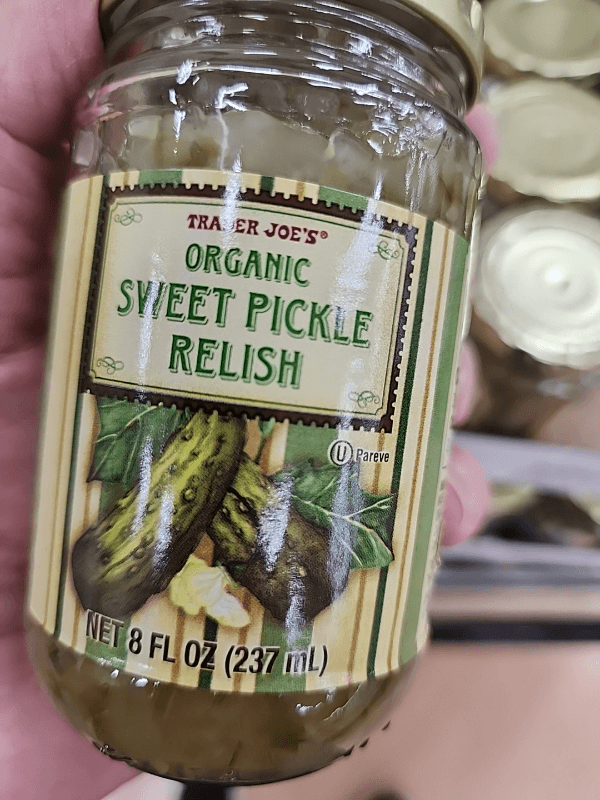 TRADER JOE'S®
ORGANIC
SWEET PICKLE
RELISH
U Pareve
NET 8 FL OZ (237 mL)